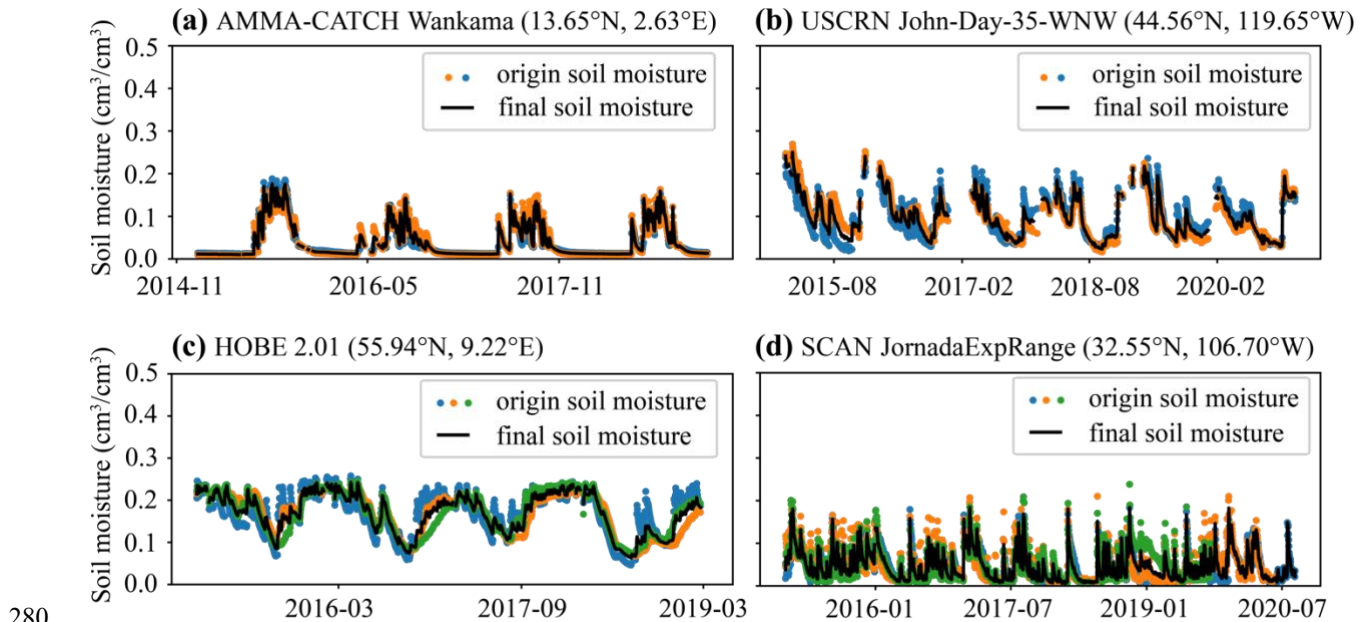 (a) AMMA-CATCH Wankama (13.65°N, 2.63°E)
Soil moisture (cm³/cm³)
0.5
0.4
0.3
0.2
0.1
0.0
origin soil moisture
final soil moisture
2014-11 2016-05 2017-11
(b) USCRN John-Day-35-WNW (44.56°N, 119.65°W)
origin soil moisture
final soil moisture
2015-08 2017-02 2018-08 2020-02
(c) HOBE 2.01 (55.94°N, 9.22°E)
Soil moisture (cm³/cm³)
0.5
0.4
0.3
0.2
0.1
0.0
origin soil moisture
final soil moisture
2016-03 2017-09 2019-03
(d) SCAN JornadaExpRange (32.55°N, 106.70°W)
origin soil moisture
final soil moisture
2016-01 2017-07 2019-01 2020-07
280